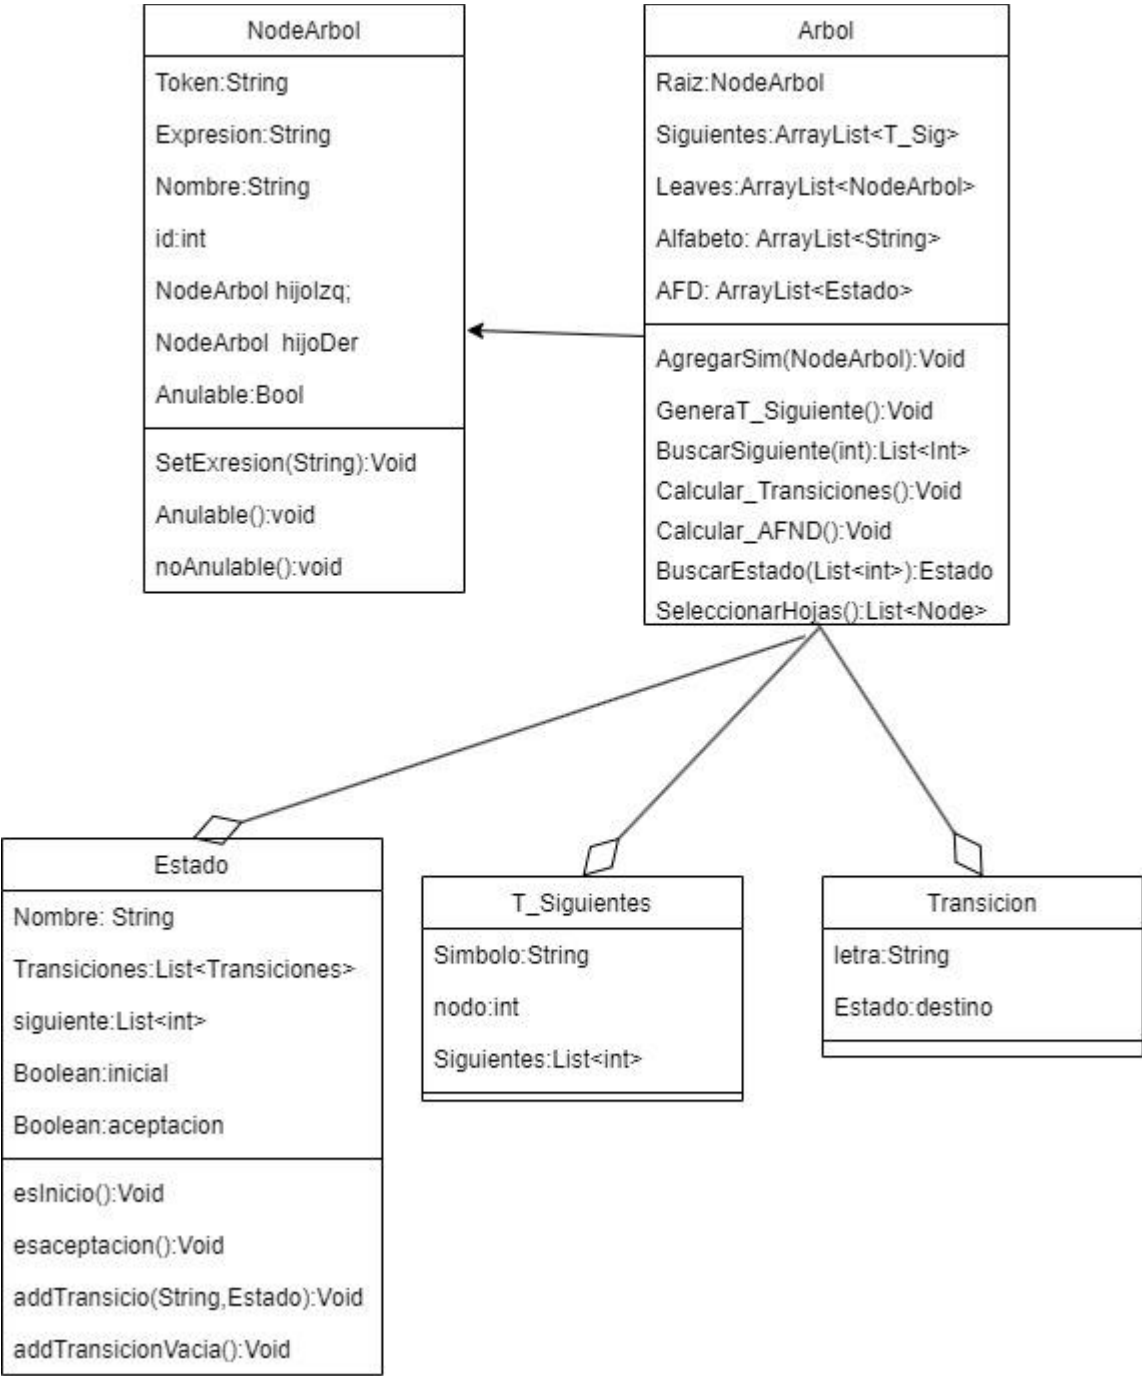 NodeArbol
Token:String
Expresion:String
Nombre:String
id:int
NodeArbol hijoIzq;
NodeArbol hijoDer
Anulable:Bool
SetExresion(String):Void
Anulable():void
noAnulable():void
Arbol
Raiz:NodeArbol
Siguientes:ArrayList<T_Sig>
Leaves:ArrayList<NodeArbol>
Alfabeto: ArrayList<String>
AFD: ArrayList<Estado>
AgregarSim(NodeArbol):Void
GeneraT_Siguiente():Void
BuscarSiguiente(int):List<Int>
Calcular_Transiciones():Void
Calcular_AFND():Void
BuscarEstado(List<int>):Estado
SeleccionarHojas():List<Node>
Estado
Nombre: String
Transiciones:List<Transiciones>
siguiente:List<int>
Boolean:inicial
Boolean:aceptacion
esInicio():Void
esaceptacion():Void
addTransicio(String,Estado):Void
addTransicionVacia():Void
T_Siguientes
Simbolo:String
nodo:int
Siguientes:List<int>
Transicion
letra:String
Estado:destino